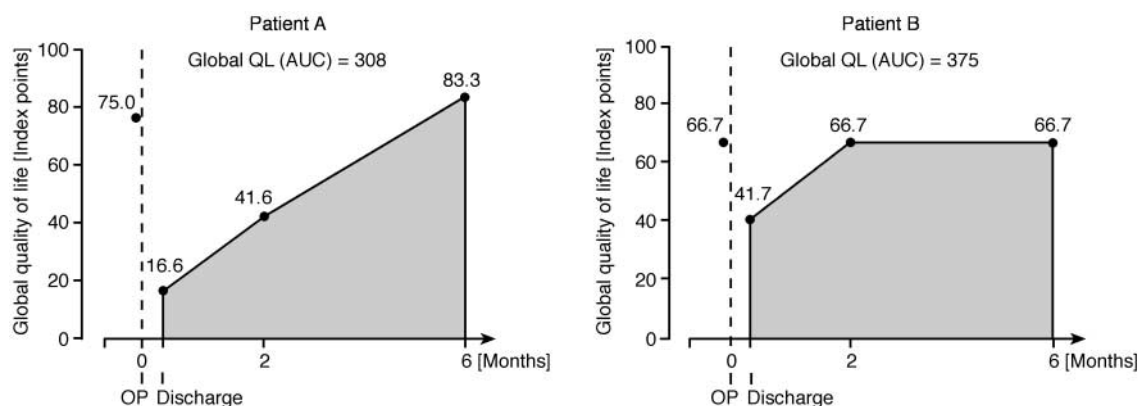 Patient A
Global QL (AUC) = 308
Global quality of life [Index points]
100
80
60
40
20
0
75.0
16.6
41.6
83.3
0
2
6 [Months]
OP
Discharge
Patient B
Global QL (AUC) = 375
Global quality of life [Index points]
100
80
60
40
20
0
66.7
41.7
66.7
66.7
0
2
6 [Months]
OP
Discharge